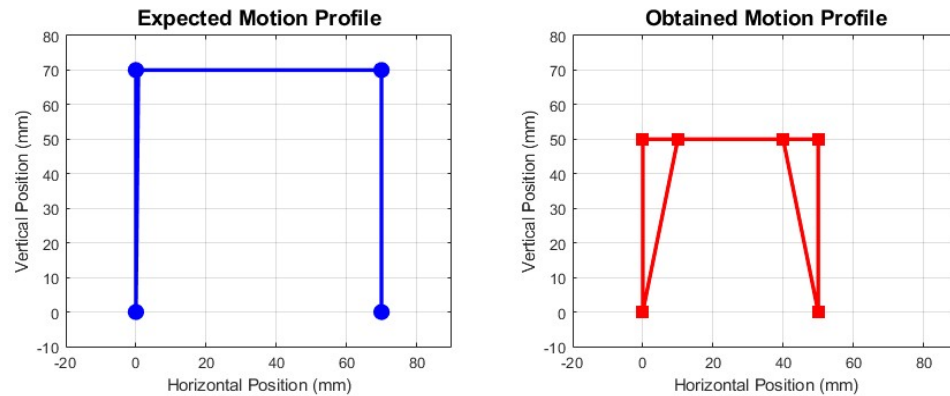 Expected Motion Profile
80
70
60
50
40
30
20
10
0
-10
-20 0 20 40 60 80
Vertical Position (mm)
Horizontal Position (mm)
Obtained Motion Profile
80
70
60
50
40
30
20
10
0
-10
-20 0 20 40 60 80
Vertical Position (mm)
Horizontal Position (mm)